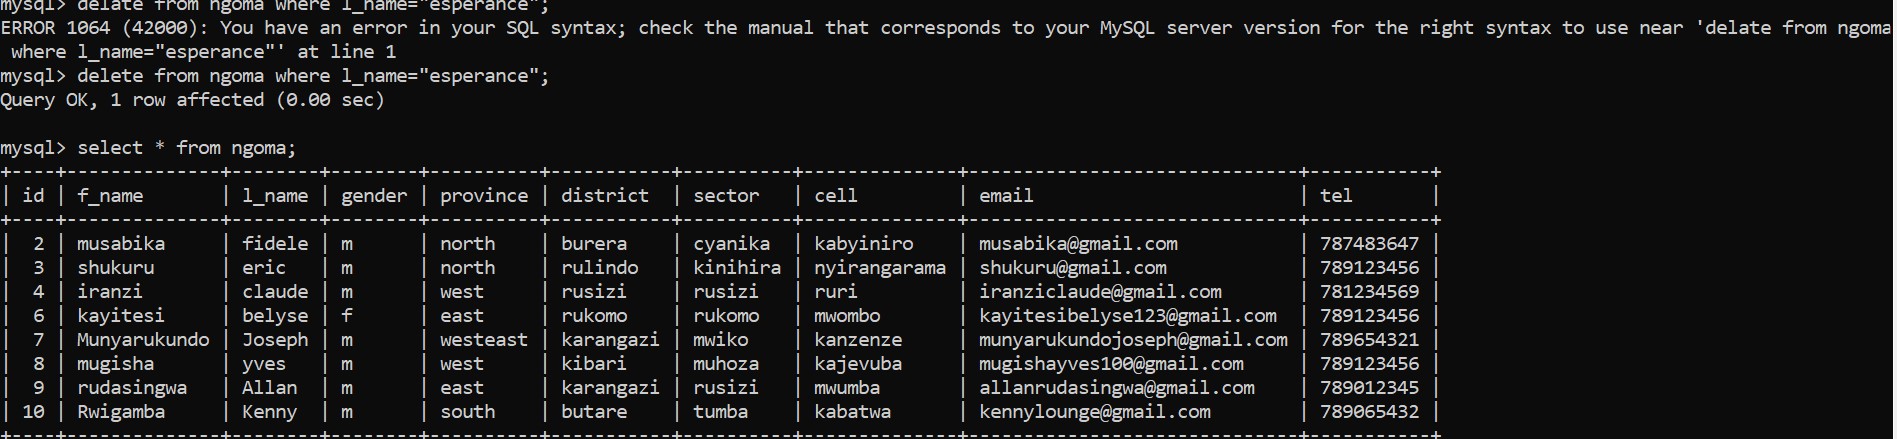 mysql> delate from ngoma where l_name="esperance";
ERROR 1064 (42000): You have an error in your SQL syntax; check the manual that corresponds to your MySQL server version for the right syntax to use near 'delate from ngoma
 where l_name="esperance"' at line 1
mysql> delete from ngoma where l_name="esperance";
Query OK, 1 row affected (0.00 sec)
mysql> select * from ngoma;
+----+-------------+--------+--------+----------+-----------+----------+-------------+----------------------------+-----------+
| id | f_name      | l_name | gender | province | district  | sector   | cell        | email                      | tel       |
+----+-------------+--------+--------+----------+-----------+----------+-------------+----------------------------+-----------+
|  2 | musabika    | fidele | m      | north    | burera    | cyanika  | kabyiniro   | musabika@gmail.com         | 787483647 |
|  3 | shukuru     | eric   | m      | north    | rulindo   | kinihira | nyirangarama | shukuru@gmail.com          | 789123456 |
|  4 | iranzi      | claude | m      | west     | rusizi    | rusizi   | ruri        | iranziclaude@gmail.com     | 781234569 |
|  6 | kayitesi    | belyse | f      | east     | rukomo    | rukomo   | mwombo      | kayitesibelyse123@gmail.com | 789123456 |
|  7 | Munyarukundo | Joseph | m      | westeast | karangazi | mwiko    | kanzenze    | munyarukundojoseph@gmail.com | 789654321 |
|  8 | mugisha     | yves   | m      | west     | kibari    | muhoza   | kajevuba    | mugishayves100@gmail.com   | 789123456 |
|  9 | rudasingwa  | Allan  | m      | east     | karangazi | rusizi   | mwumba      | allanrudasingwa@gmail.com  | 789012345 |
| 10 | Rwigamba    | Kenny  | m      | south    | butare    | tumba    | kabatwa     | kennylounge@gmail.com      | 789065432 |
+----+-------------+--------+--------+----------+-----------+----------+-------------+----------------------------+-----------+